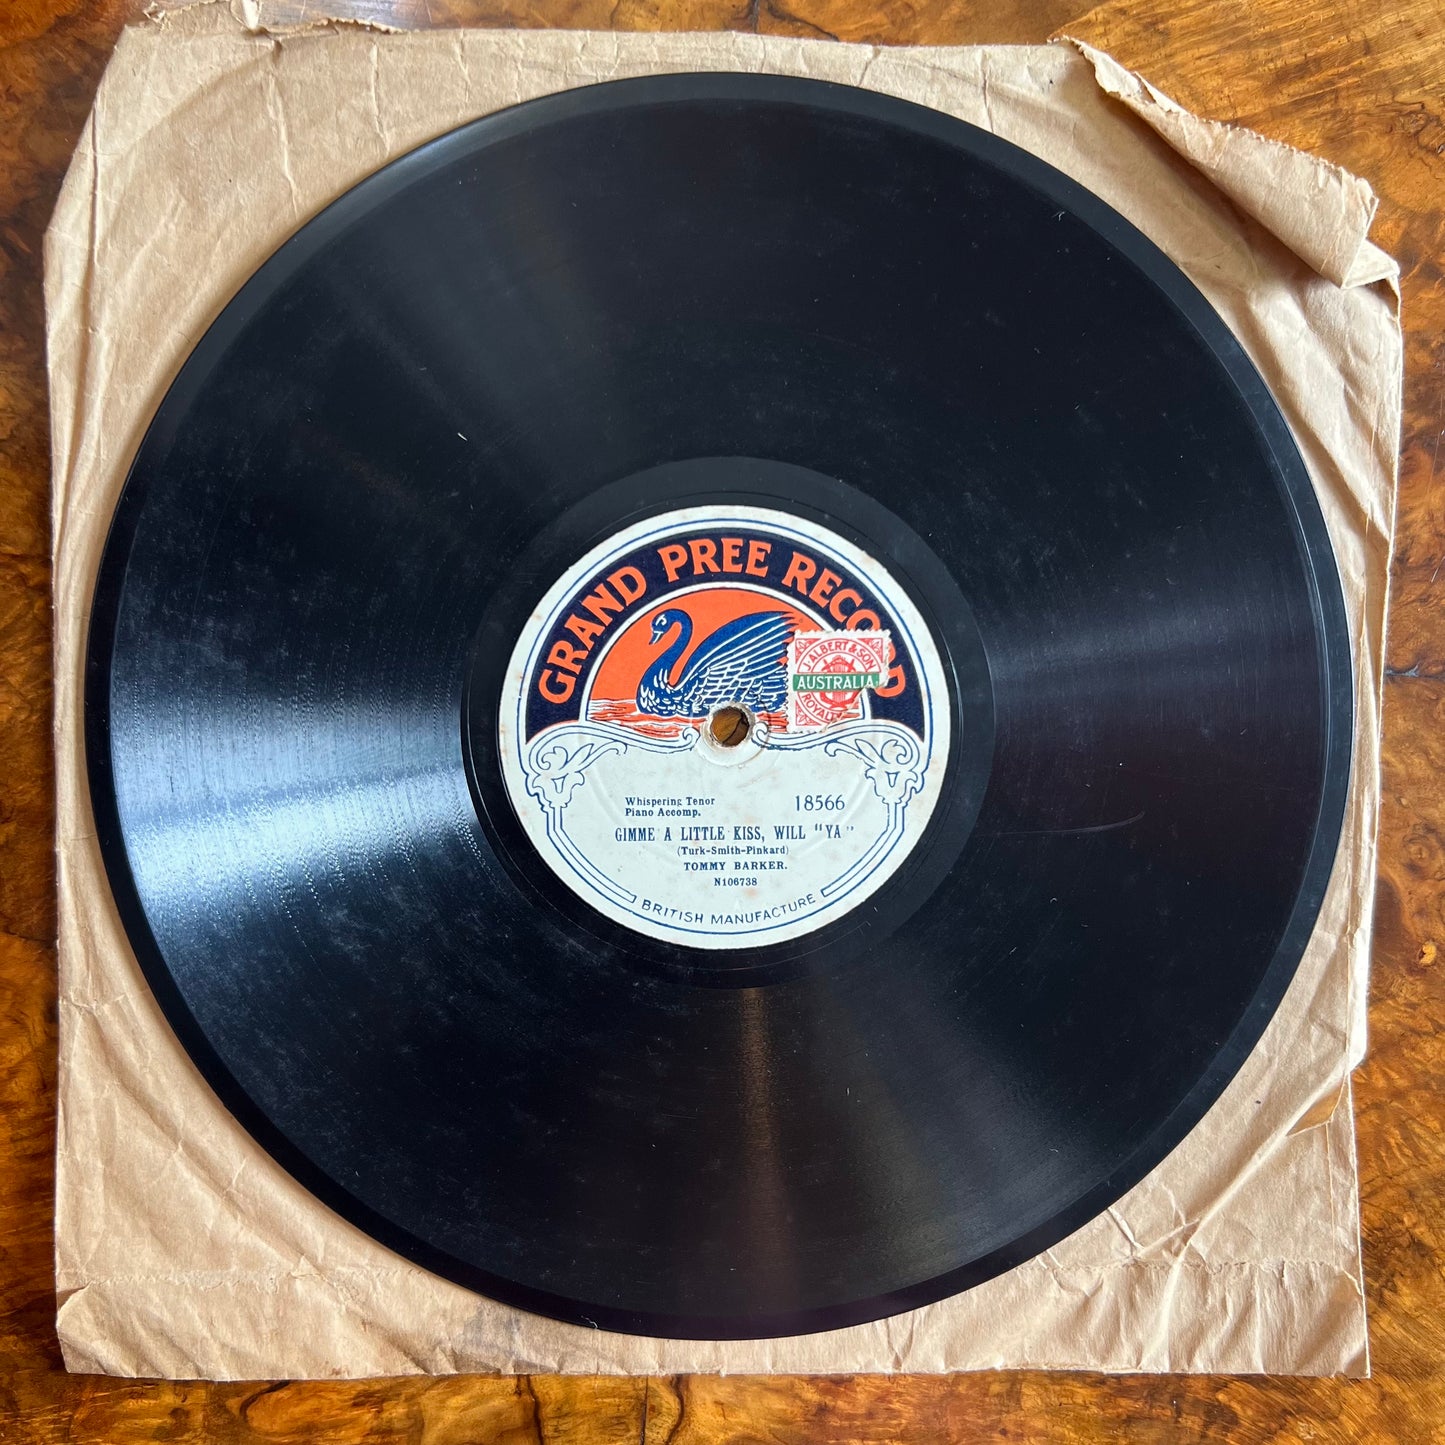 GRAND PREE RECORD
J. ALBERT & SON
AUSTRALIA
Whispering Tenor
18566
Piano Accomp.
GIMME A LITTLE KISS, WILL "YA"
(Turk-Smith-Pinkard)
TOMMY BARKER.
N106738
BRITISH MANUFACTURE